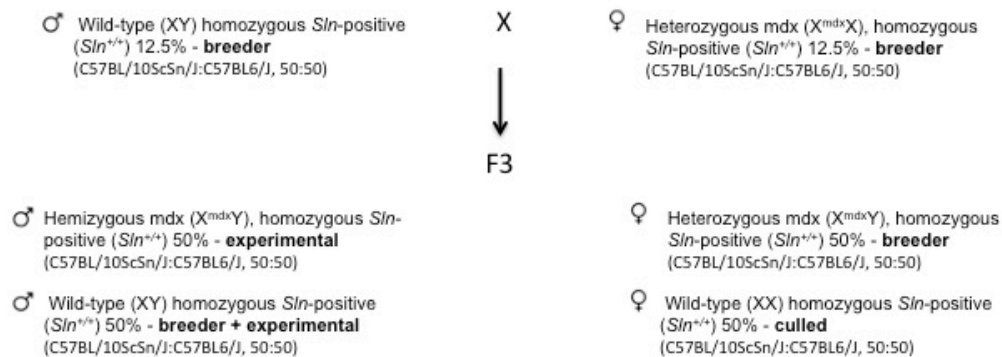 ♂ Wild-type (XY) homozygous Sln-positive
(Sln+/+) 12.5% - breeder
(C57BL/10ScSn/J:C57BL6/J, 50:50)
X
♀ Heterozygous mdx (XmdxX), homozygous
Sln-positive (Sln+/+) 12.5% - breeder
(C57BL/10ScSn/J:C57BL6/J, 50:50)
F3
♂ Hemizygous mdx (XmdxY), homozygous Sln-
positive (Sln+/+) 50% - experimental
(C57BL/10ScSn/J:C57BL6/J, 50:50)
♀ Heterozygous mdx (XmdxY), homozygous
Sln-positive (Sln+/+) 50% - breeder
(C57BL/10ScSn/J:C57BL6/J, 50:50)
♂ Wild-type (XY) homozygous Sln-positive
(Sln+/+) 50% - breeder + experimental
(C57BL/10ScSn/J:C57BL6/J, 50:50)
♀ Wild-type (XX) homozygous Sln-positive
(Sln+/+) 50% - culled
(C57BL/10ScSn/J:C57BL6/J, 50:50)